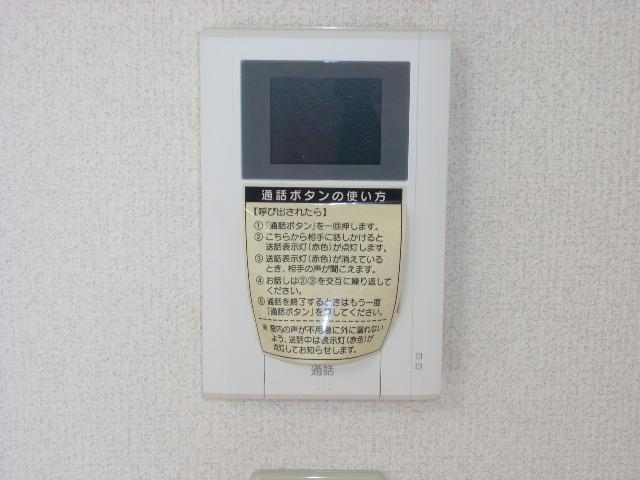 通話ボタンの使い方
【呼び出されたら】
①「通話ボタン」を一回押します。
②こちらから相手に話しかけると
送話表示灯(赤色)が点灯します。
③送話表示灯(赤色)が消えている
とき、相手の声が聞こえます。
④お話しは②③を交互に繰り返して
ください。
⑤通話を終了するときはもう一度
「通話ボタン」を押してください。
※室内の声が不用意に外に漏れない
よう、送話中は表示灯(赤色)が
点灯してお知らせします。
通話